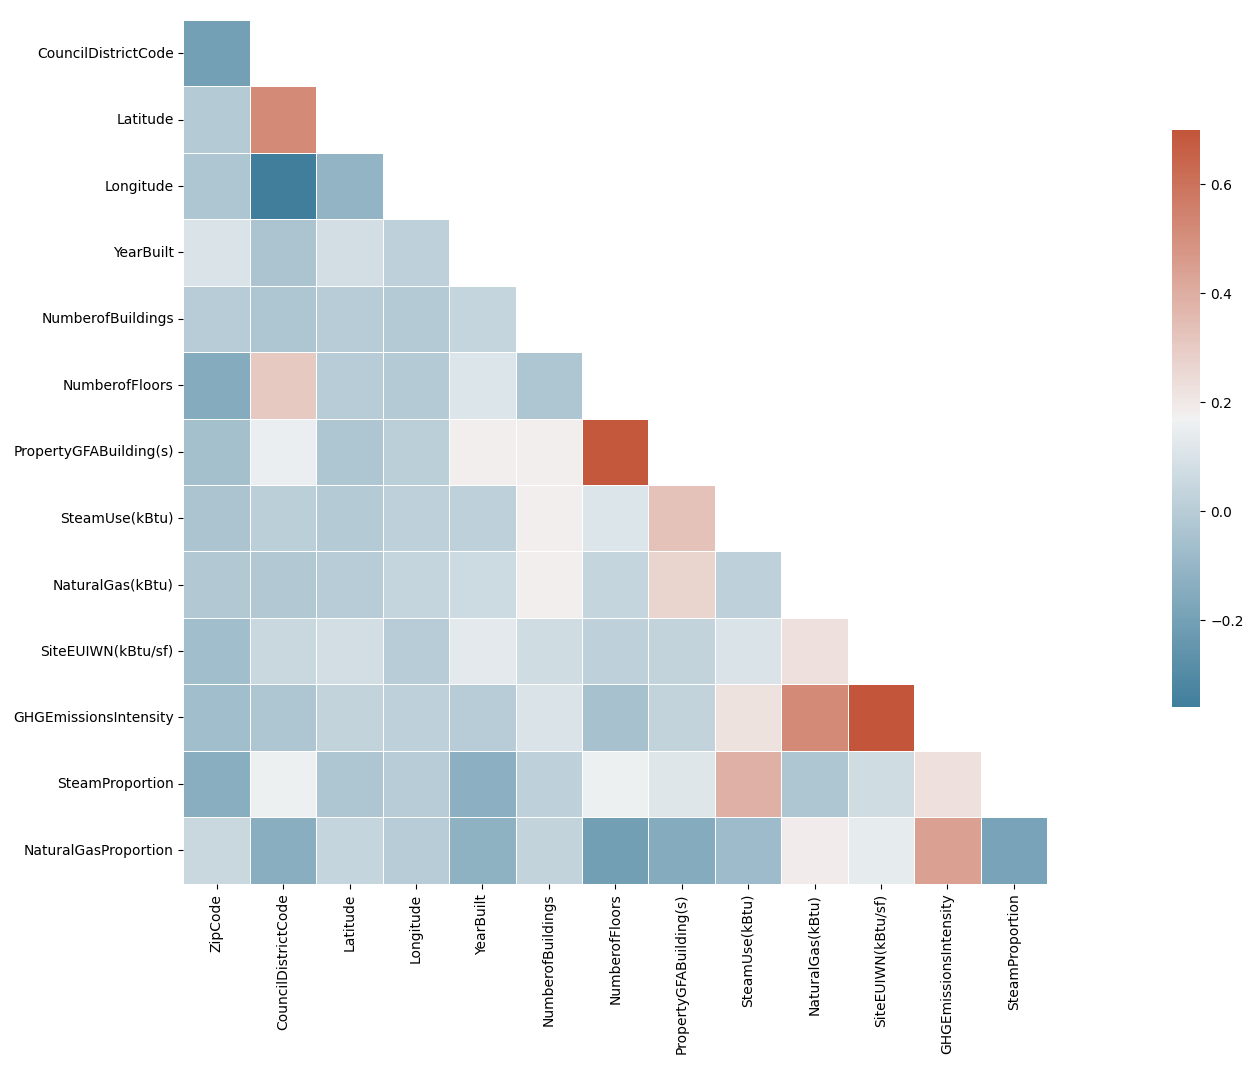 CouncilDistrictCode
Latitude
Longitude
YearBuilt
NumberofBuildings
NumberofFloors
PropertyGFABuilding(s)
SteamUse(kBtu)
NaturalGas(kBtu)
SiteEUIWN(kBtu/sf)
GHGEmissionsIntensity
SteamProportion
NaturalGasProportion
ZipCode
CouncilDistrictCode
Latitude
Longitude
YearBuilt
NumberofBuildings
NumberofFloors
PropertyGFABuilding(s)
SteamUse(kBtu)
NaturalGas(kBtu)
SiteEUIWN(kBtu/sf)
GHGEmissionsIntensity
SteamProportion
0.6
0.4
0.2
0.0
−0.2